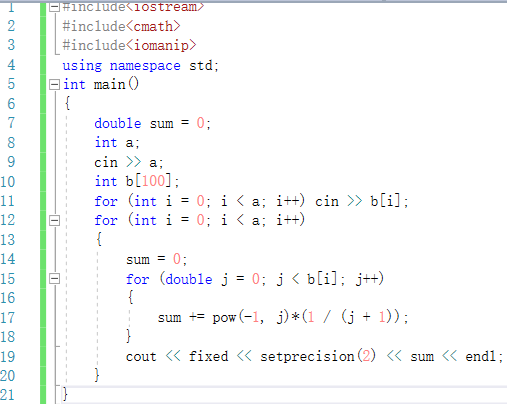 1 #include<iostream>
2 #include<cmath>
3 #include<iomanip>
4 using namespace std;
5 int main()
6 {
7 double sum = 0;
8 int a;
9 cin >> a;
10 int b[100];
11 for (int i = 0; i < a; i++) cin >> b[i];
12 for (int i = 0; i < a; i++)
13 {
14 sum = 0;
15 for (double j = 0; j < b[i]; j++)
16 {
17 sum += pow(-1, j)*(1 / (j + 1));
18 }
19 cout << fixed << setprecision(2) << sum << endl;
20 }
21 }